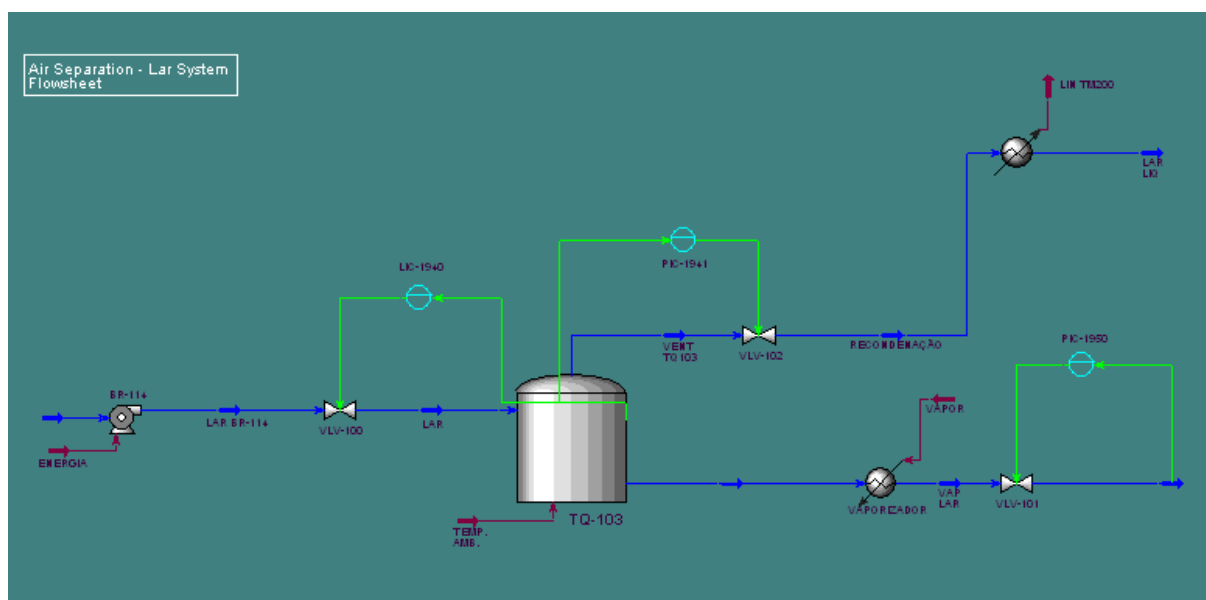 Air Separation - Lar System
Flowsheet
LIN TM200
LAR
LIQ
LIC-1940
PIC-1941
VENT
TQ103
VLV-102
RECONDENAÇÃO
PIC-1950
BR-114
LAR BR-114
VLV-100
LAR
VAPOR
ENERGIA
VAPORIZADOR
VAP
LAR
VLV-101
TQ-103
TEMP.
AMB.